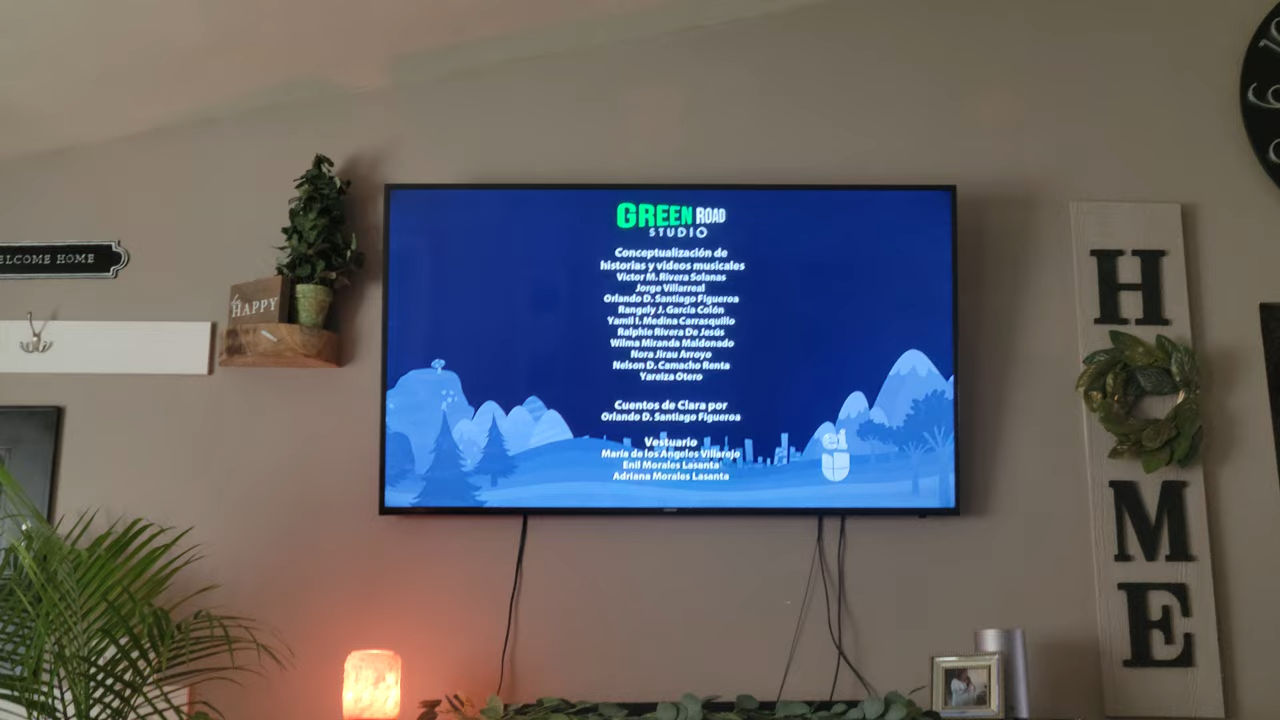 GREEN ROAD
STUDIO
Conceptualización de
historias y videos musicales
Victor M. Rivera Solanas
Jorge Villarreal
Orlando D. Santiago Figueroa
Rangely J. García Colón
Yamil I. Medina Carrasquillo
Ralphie Rivera De Jesús
Wilma Miranda Maldonado
Nora Jirau Arroyo
Nelson D. Camacho Renta
Yareiza Otero
Cuentos de Clara por
Orlando D. Santiago Figueroa
Vestuario
María de los Angeles Villarejo
Enil Morales Lasanta
Adriana Morales Lasanta
ELCOME HOME
be
HAPPY
H
M
E